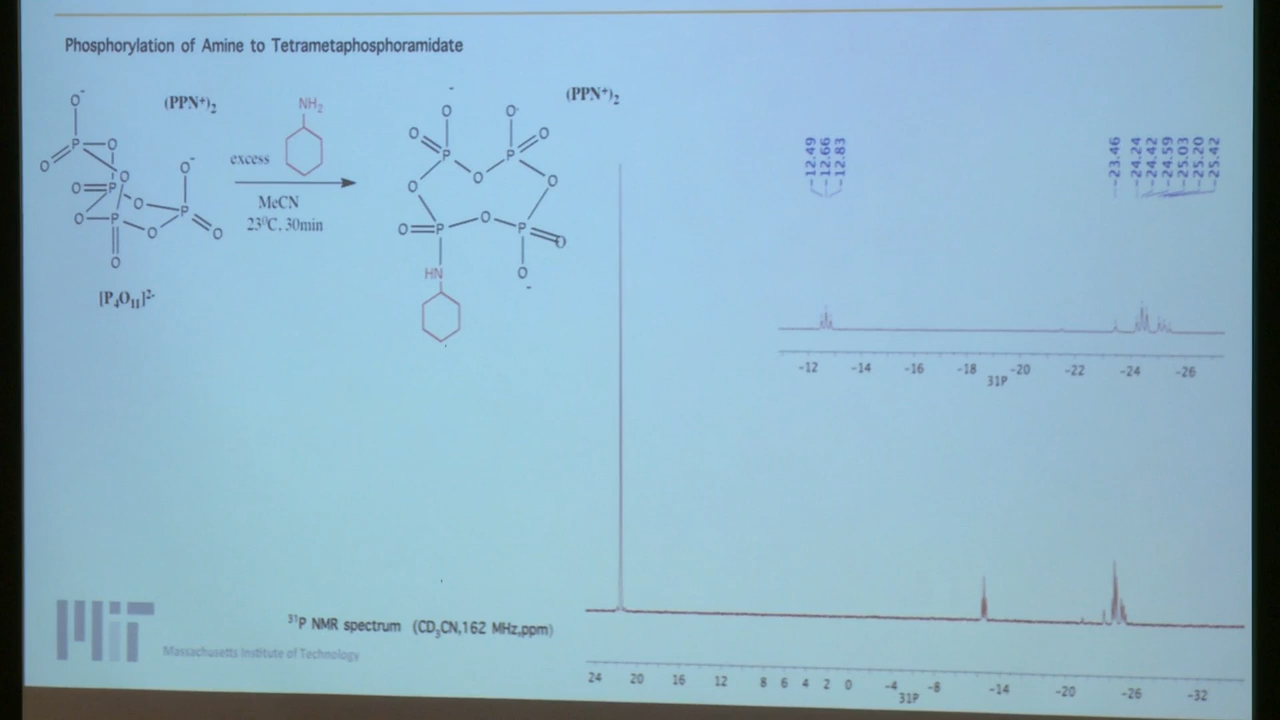 Phosphorylation of Amine to Tetrametaphosphoramidate
(PPN⁺)₂
NH₂
excess
MeCN
23⁰C, 30min
[P₄O₁₁]²⁻
O⁻
P
O
O
O
O
P
O
O⁻
O
P
P
O
O
O
(PPN⁺)₂
O
O⁻
O
P
P
O
O
O
O
O
P
O
P
O
HN
O
-12.49
-12.66
-12.83
-23.46
-24.24
-24.42
-24.59
-25.03
-25.20
-25.42
-12 -14 -16 -18 -20 -22 -24 -26
31P
³¹P NMR spectrum (CD₃CN,162 MHz,ppm)
24 20 16 12 8 6 4 2 0 -4 -8 -14 -20 -26 -32
31P
MIT
Massachusetts Institute of Technology